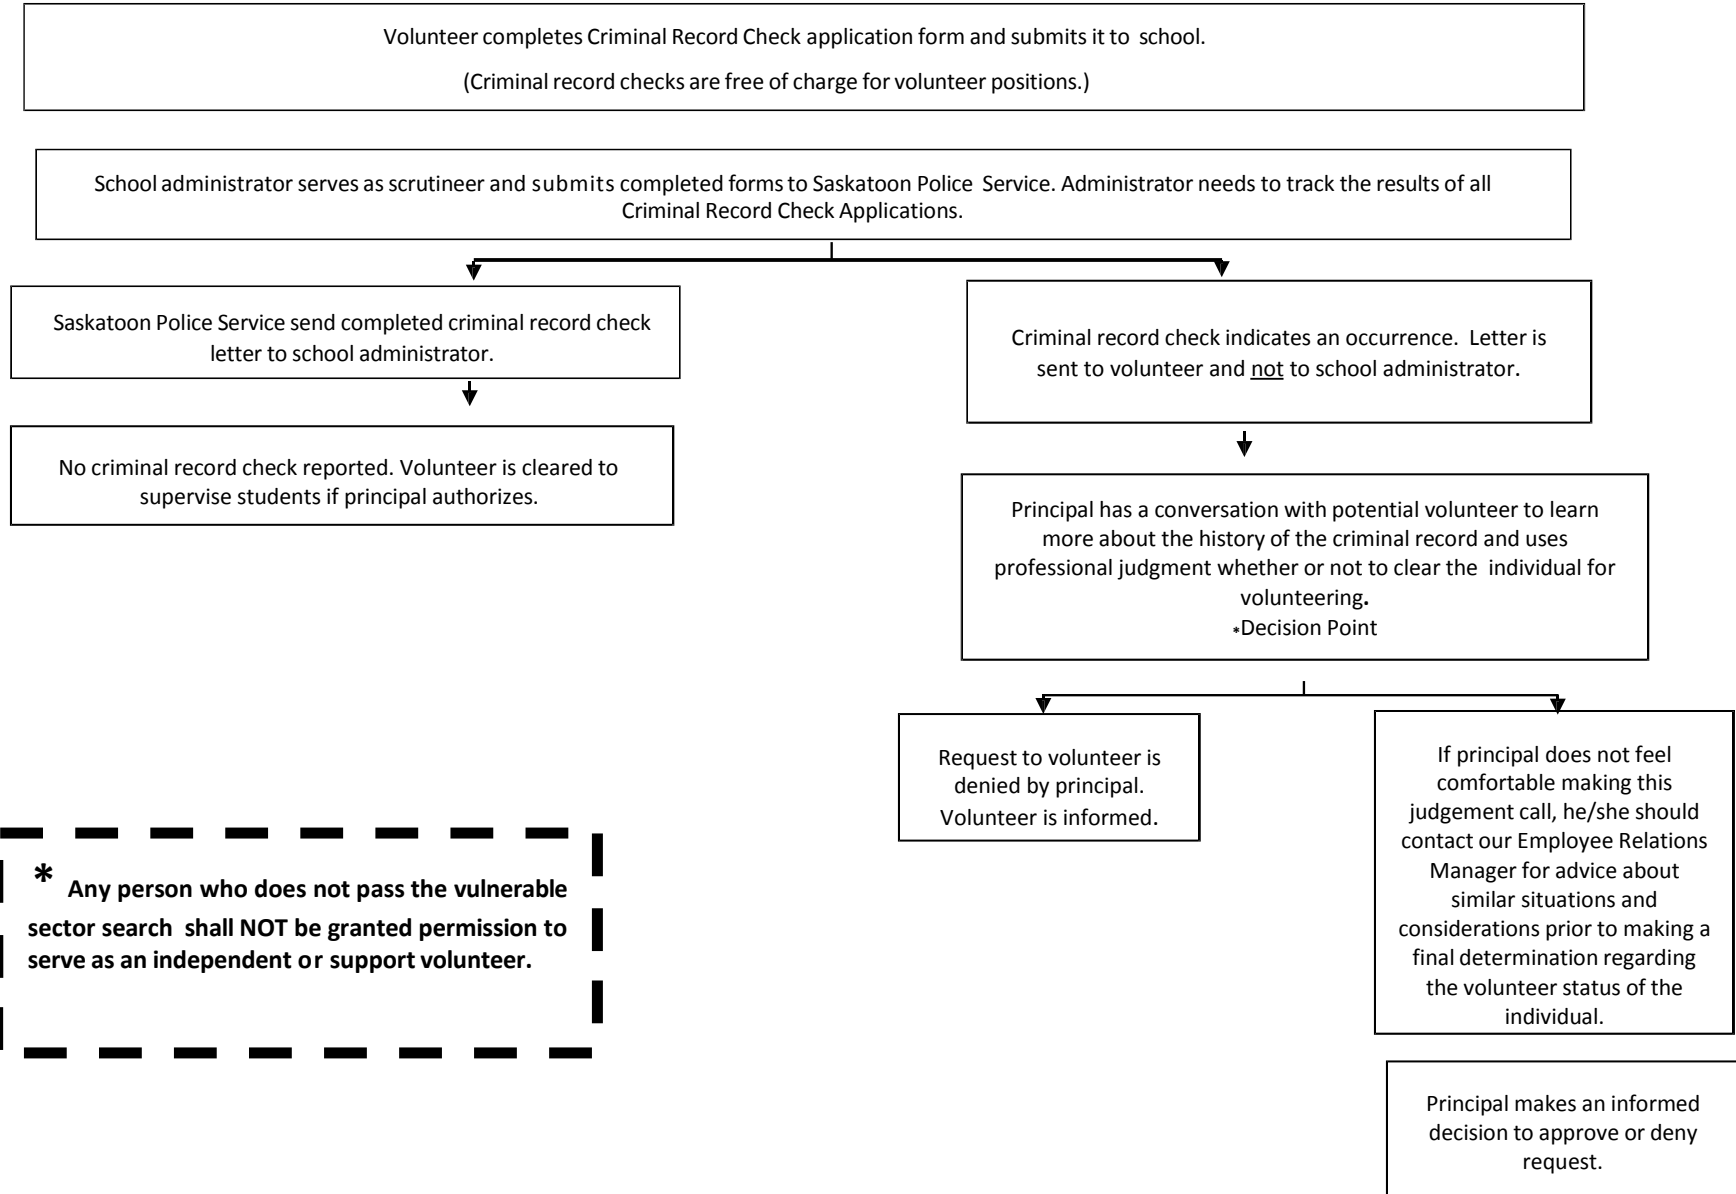 Volunteer completes Criminal Record Check application form and submits it to school.
(Criminal record checks are free of charge for volunteer positions.)
School administrator serves as scrutineer and submits completed forms to Saskatoon Police Service. Administrator needs to track the results of all
Criminal Record Check Applications.
Saskatoon Police Service send completed criminal record check
letter to school administrator.
Criminal record check indicates an occurrence. Letter is
sent to volunteer and not to school administrator.
No criminal record check reported. Volunteer is cleared to
supervise students if principal authorizes.
Principal has a conversation with potential volunteer to learn
more about the history of the criminal record and uses
professional judgment whether or not to clear the individual for
volunteering.
*Decision Point
Request to volunteer is
denied by principal.
Volunteer is informed.
If principal does not feel
comfortable making this
judgement call, he/she should
contact our Employee Relations
Manager for advice about
similar situations and
considerations prior to making a
final determination regarding
the volunteer status of the
individual.
* Any person who does not pass the vulnerable
sector search shall NOT be granted permission to
serve as an independent or support volunteer.
Principal makes an informed
decision to approve or deny
request.